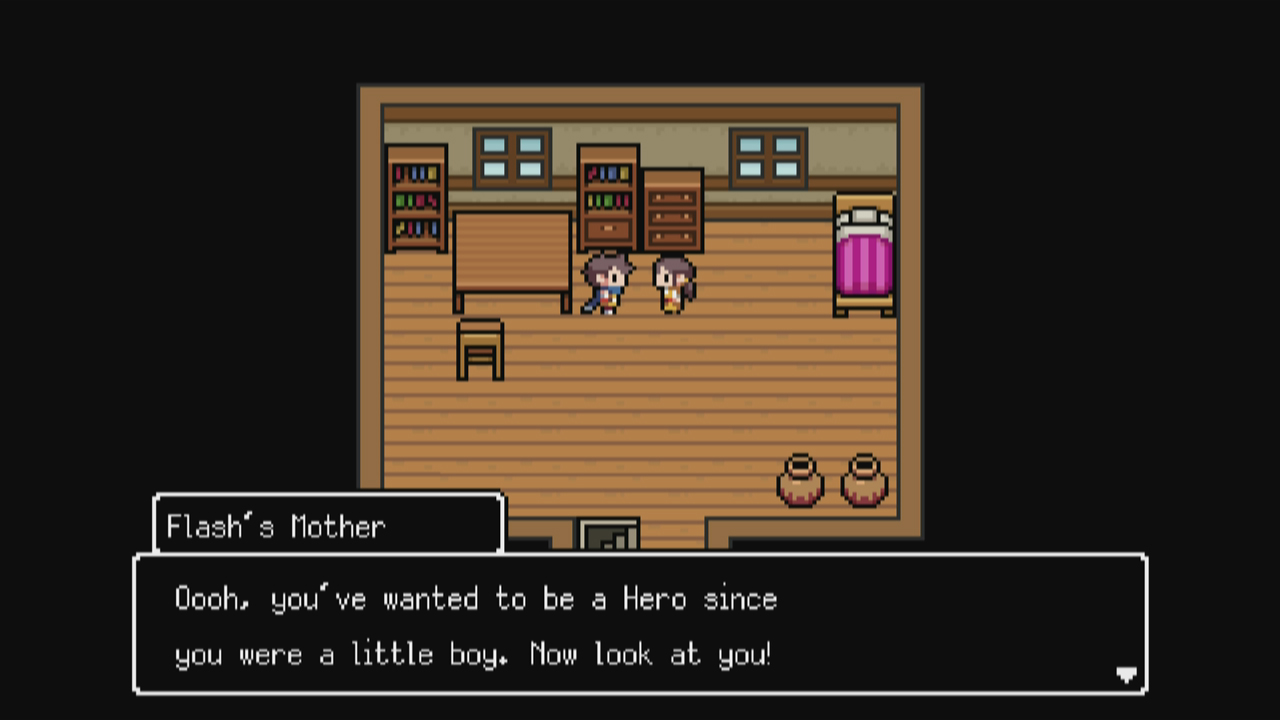 Flash's Mother
Oooh, you've wanted to be a Hero since
you were a little boy. Now look at you!